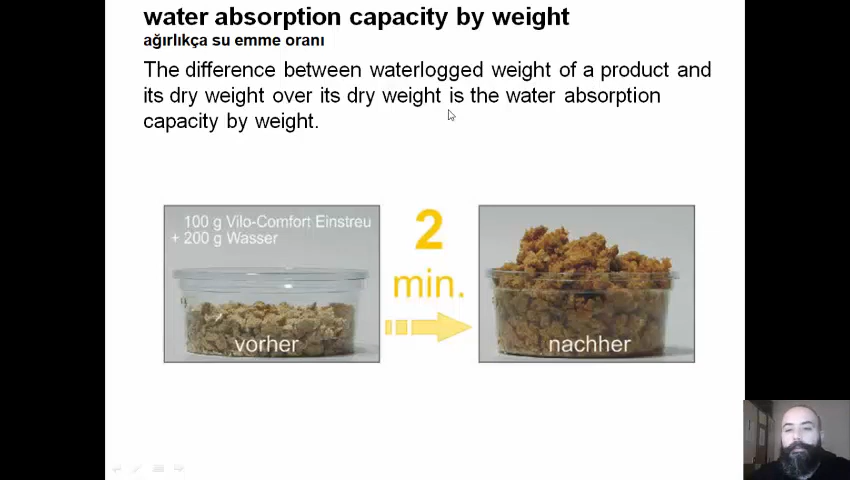 water absorption capacity by weight
ağırlıkça su emme oranı
The difference between waterlogged weight of a product and
its dry weight over its dry weight is the water absorption
capacity by weight.
100 g Vilo-Comfort Einstreu
+ 200 g Wasser
vorher
2
min.
nachher